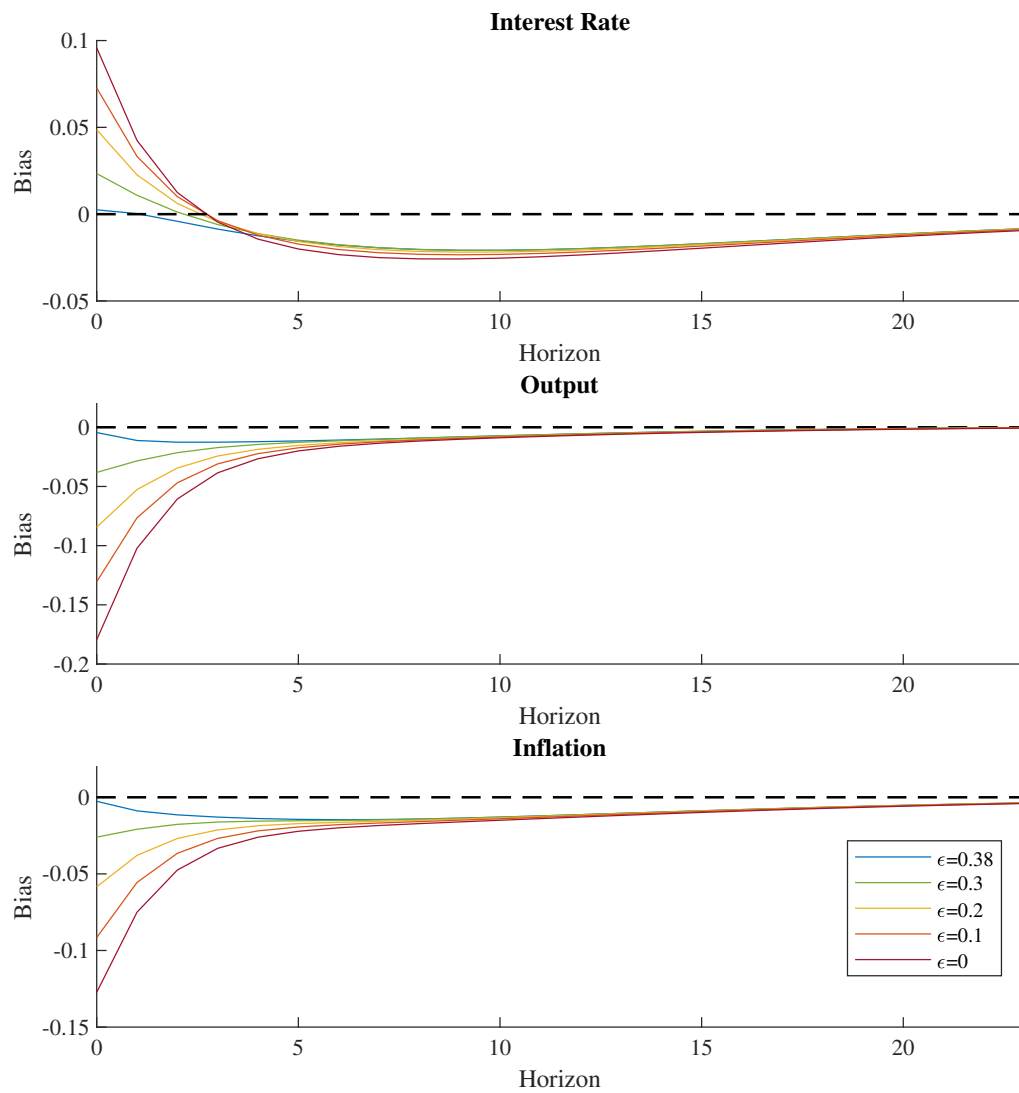 Interest Rate
0.1
0.05
0
-0.05
Bias
0 5 10 15 20
Horizon
Output
0
-0.05
-0.1
-0.15
-0.2
Bias
0 5 10 15 20
Horizon
Inflation
0
-0.05
-0.1
-0.15
Bias
ϵ=0.38
ϵ=0.3
ϵ=0.2
ϵ=0.1
ϵ=0
0 5 10 15 20
Horizon